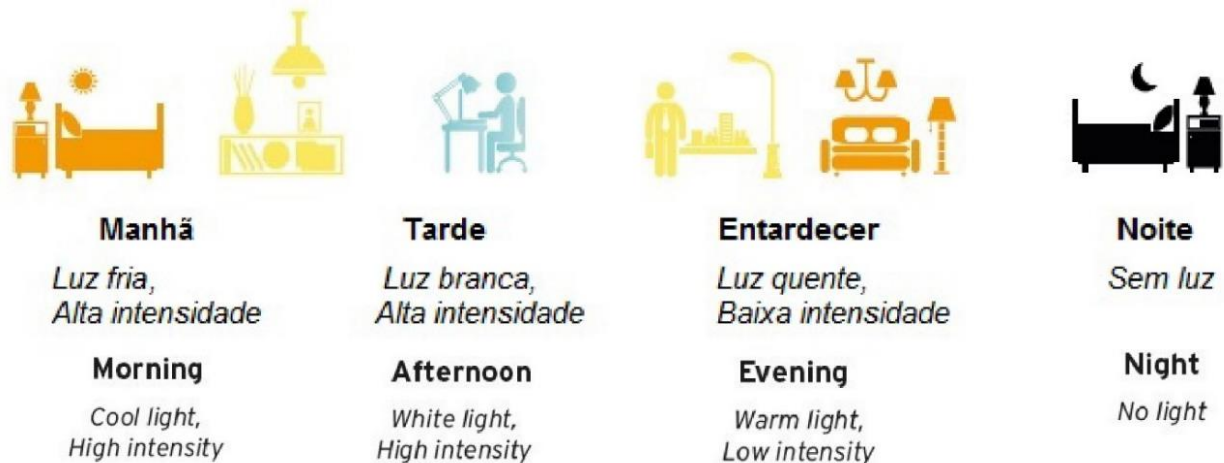 Manhã
Tarde
Entardecer
Noite
Luz fria,
Alta intensidade
Luz branca,
Alta intensidade
Luz quente,
Baixa intensidade
Sem luz
Morning
Afternoon
Evening
Night
Cool light,
High intensity
White light,
High intensity
Warm light,
Low intensity
No light